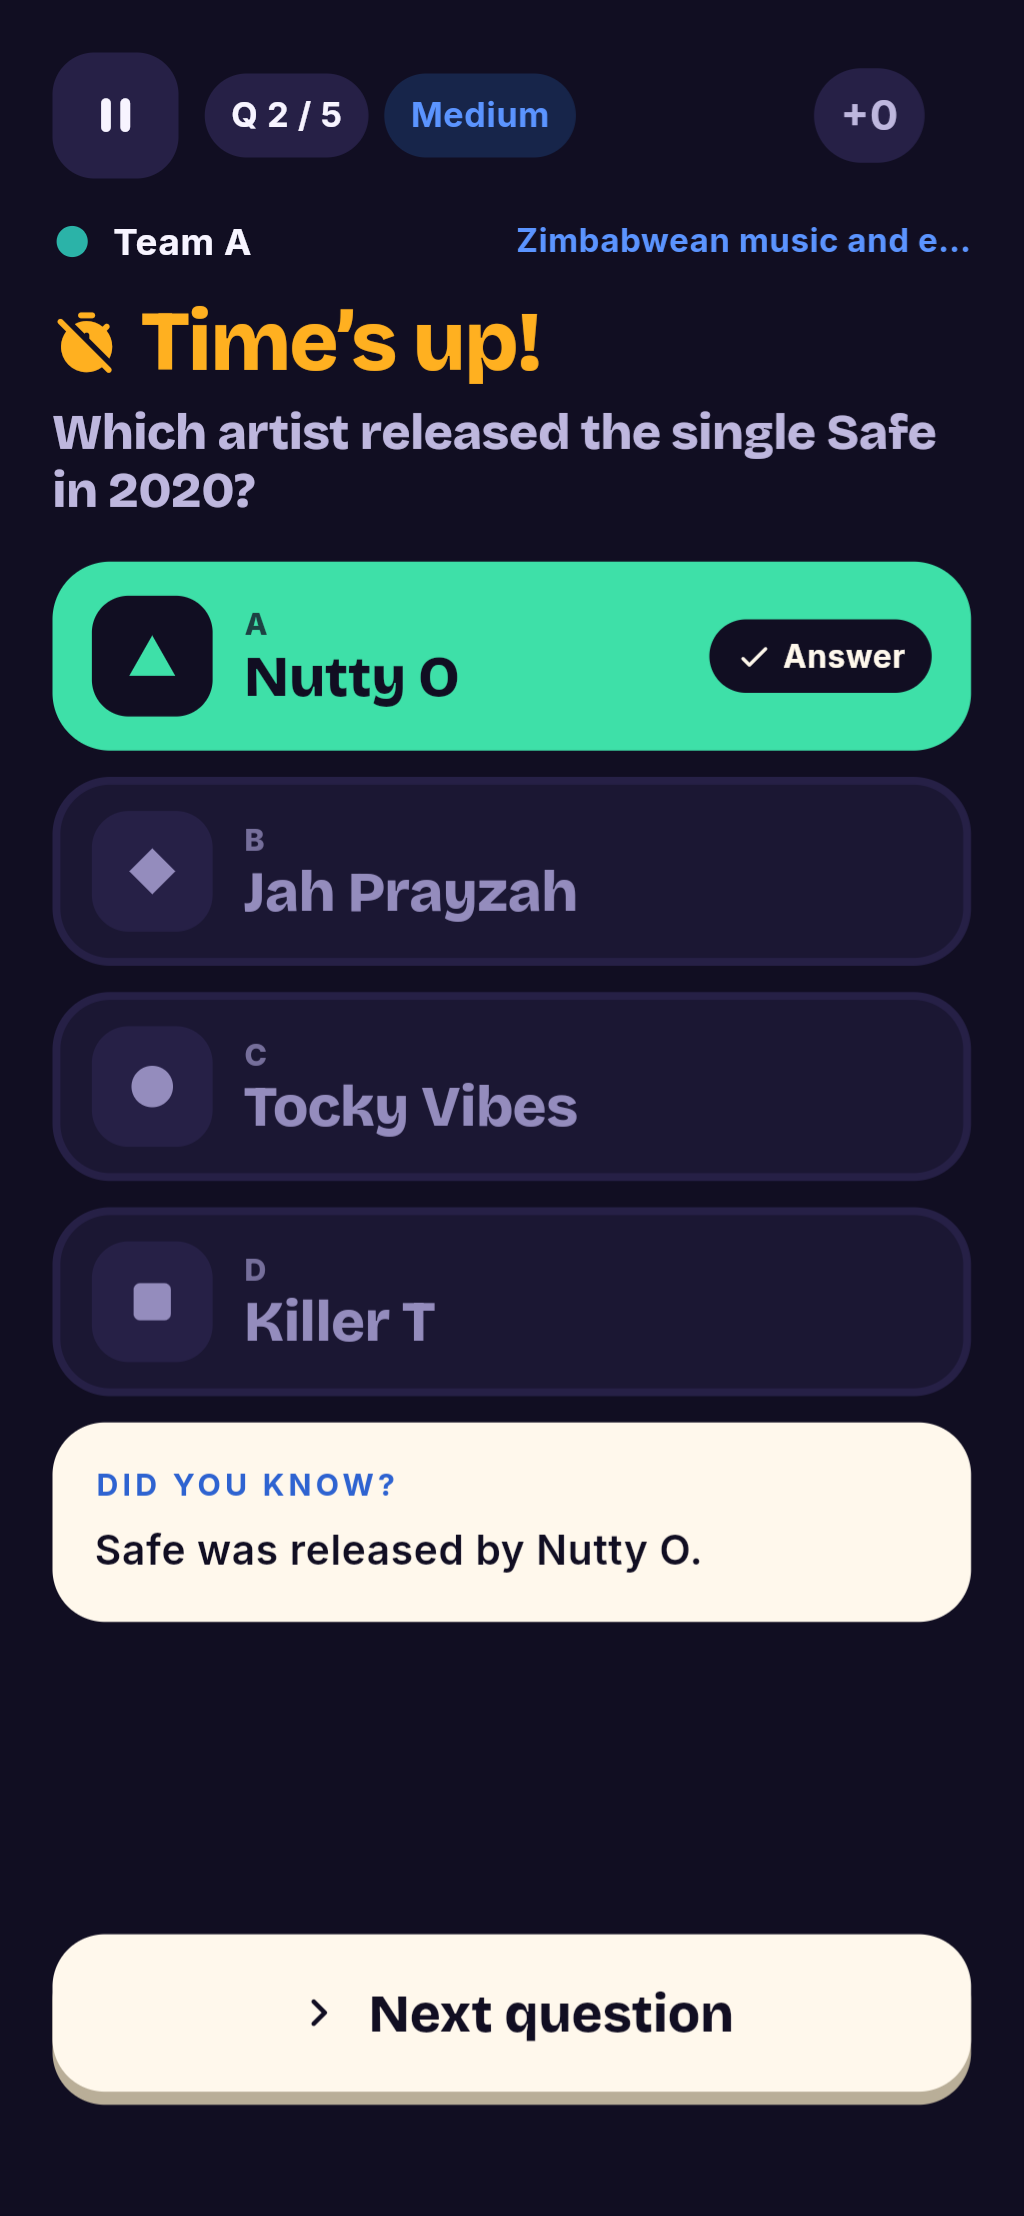 Q 2 / 5
Medium
+0
Team A
Zimbabwean music and e...
Time's up!
Which artist released the single Safe
in 2020?
A
Nutty O
Answer
B
Jah Prayzah
C
Tocky Vibes
D
Killer T
DID YOU KNOW?
Safe was released by Nutty O.
Next question